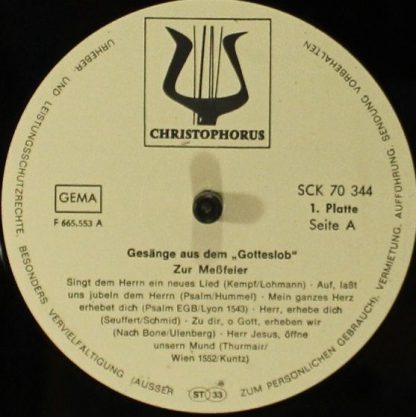 URHEBER- UND LEISTUNGSSCHUTZRECHTE, BESONDERS VERVIELFÄLTIGUNG (AUSSER ZUM PERSÖNLICHEN GEBRAUCH), VERMIETUNG, AUFFÜHRUNG, SENDUNG VORBEHALTEN
CHRISTOPHORUS
GEMA
F 665.553 A
SCK 70 344
1. Platte
Seite A
Gesänge aus dem „Gotteslob"
Zur Meßfeier
Singt dem Herrn ein neues Lied (Kempf/Lohmann) · Auf, laßt
uns jubeln dem Herrn (Psalm/Hummel) · Mein ganzes Herz
erhebet dich (Psalm EGB/Lyon 1543) · Herr, erhebe dich
(Seuffert/Schmid) · Zu dir, o Gott, erheben wir
(Nach Bone/Ulenberg) · Herr Jesus, öffne
unsern Mund (Thurmair/
Wien 1552/Kuntz)
ST 33